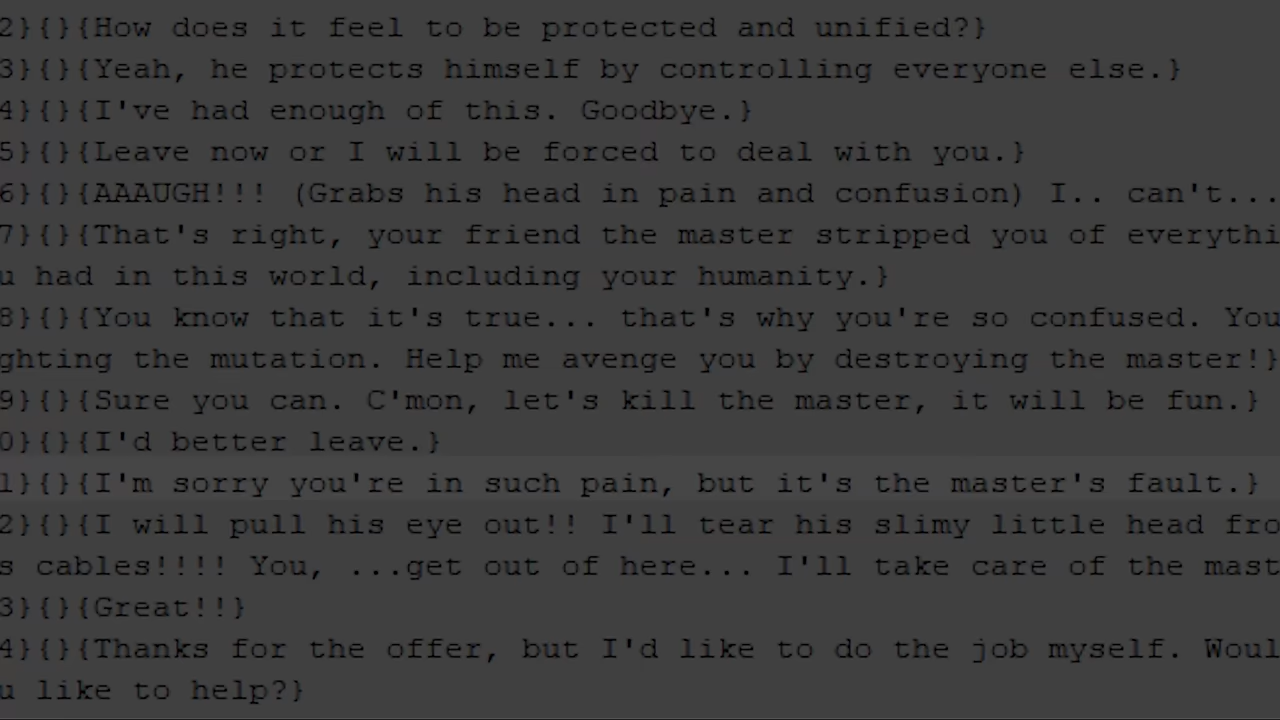 2}{}{How does it feel to be protected and unified?}
3}{}{Yeah, he protects himself by controlling everyone else.}
4}{}{I've had enough of this. Goodbye.}
5}{}{Leave now or I will be forced to deal with you.}
6}{}{AAAUGH!!! (Grabs his head in pain and confusion) I.. can't...
7}{}{That's right, your friend the master stripped you of everythi
u had in this world, including your humanity.}
8}{}{You know that it's true... that's why you're so confused. You
ghting the mutation. Help me avenge you by destroying the master!}
9}{}{Sure you can. C'mon, let's kill the master, it will be fun.}
0}{}{I'd better leave.}
1}{}{I'm sorry you're in such pain, but it's the master's fault.}
2}{}{I will pull his eye out!! I'll tear his slimy little head fro
s cables!!!! You, ...get out of here... I'll take care of the mast
3}{}{Great!!}
4}{}{Thanks for the offer, but I'd like to do the job myself. Woul
u like to help?}